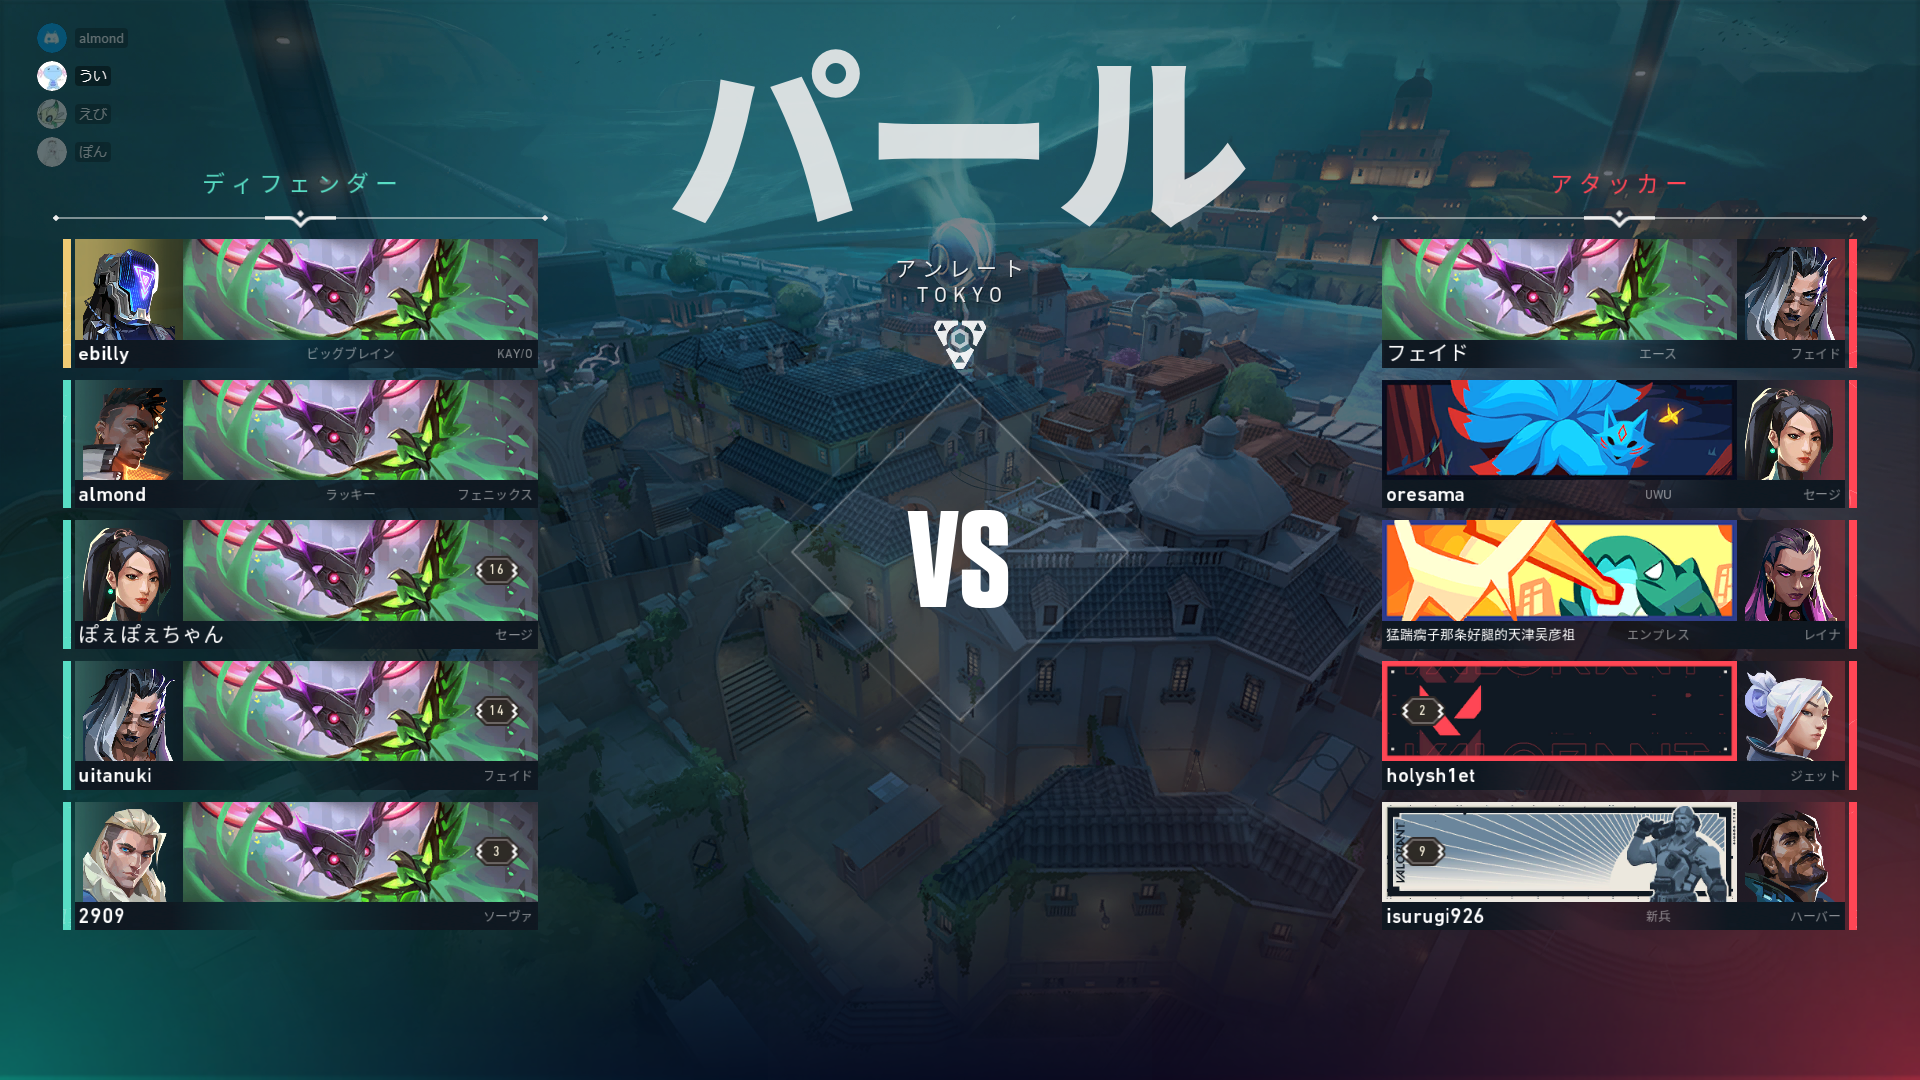 almond
うい
えび
ぽん
パール
ディフェンダー
アンレート
TOKYO
アタッカー
ebilly
ビッグブレイン
KAY/O
almond
ラッキー
フェニックス
16
ぽぇぽぇちゃん
セージ
14
uitanuki
フェイド
3
2909
ソーヴァ
VS
フェイド
エース
フェイド
oresama
UWU
セージ
猛踹瘸子那条好腿的天津吴彦祖
エンプレス
レイナ
2
holysh1et
ジェット
VALORANT
9
isurugi926
新兵
ハーバー